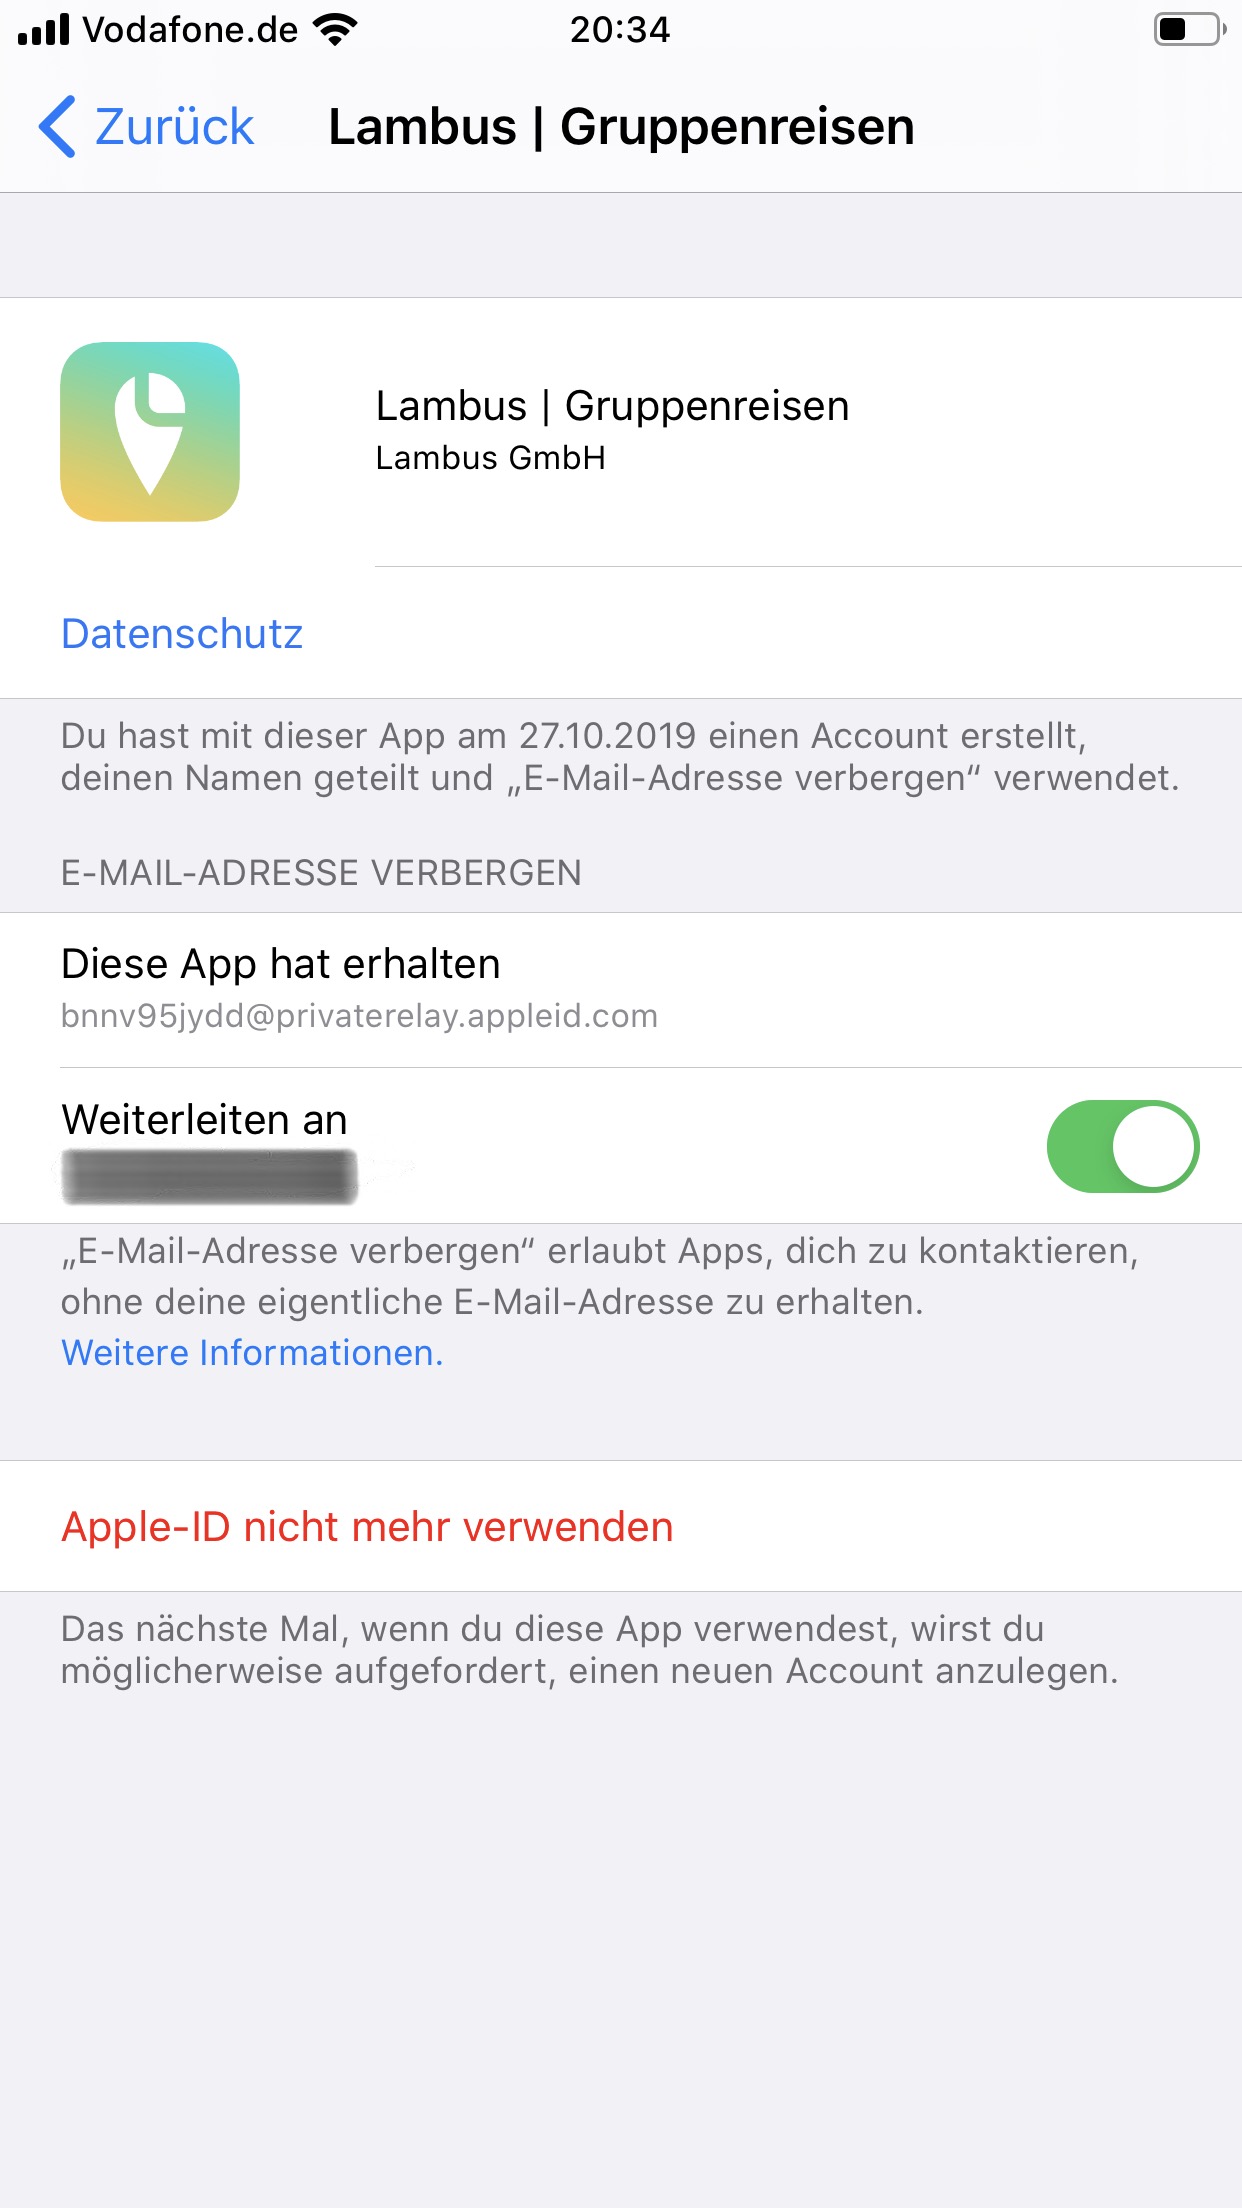 Vodafone.de
20:34
Zurück
Lambus | Gruppenreisen
Lambus | Gruppenreisen
Lambus GmbH
Datenschutz
Du hast mit dieser App am 27.10.2019 einen Account erstellt,
deinen Namen geteilt und „E-Mail-Adresse verbergen“ verwendet.
E-MAIL-ADRESSE VERBERGEN
Diese App hat erhalten
bnnv95jydd@privaterelay.appleid.com
Weiterleiten an
„E-Mail-Adresse verbergen“ erlaubt Apps, dich zu kontaktieren,
ohne deine eigentliche E-Mail-Adresse zu erhalten.
Weitere Informationen.
Apple-ID nicht mehr verwenden
Das nächste Mal, wenn du diese App verwendest, wirst du
möglicherweise aufgefordert, einen neuen Account anzulegen.